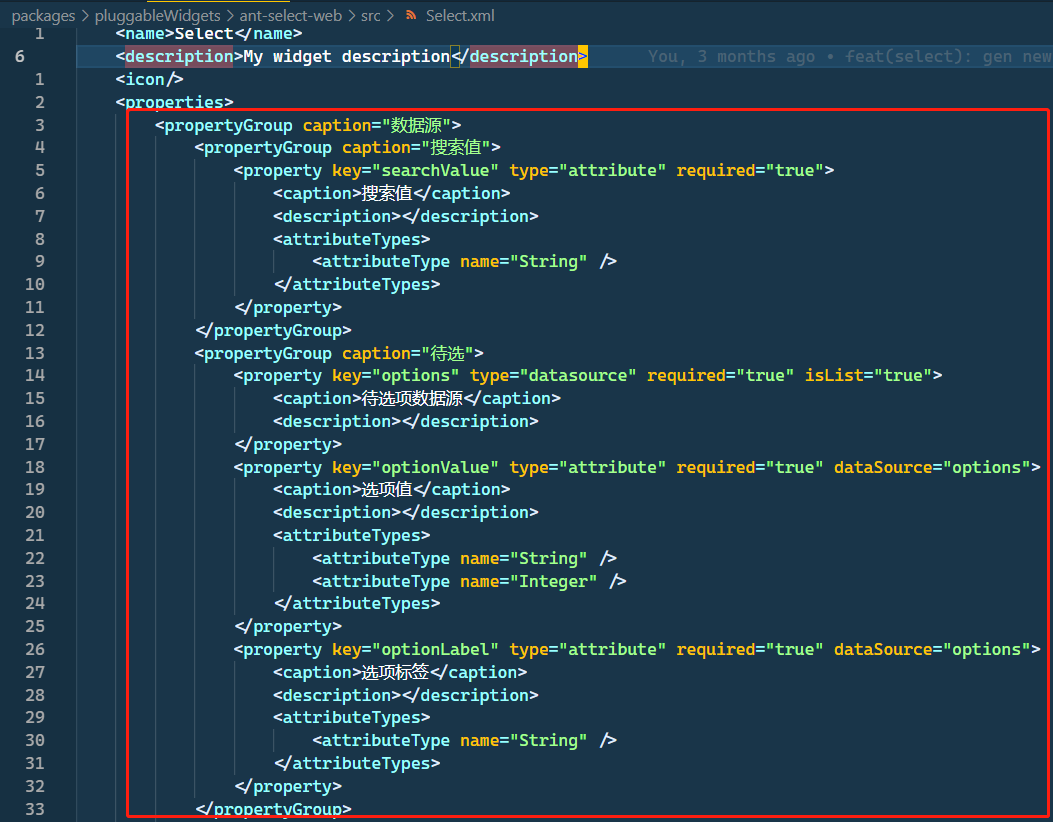 packages > pluggableWidgets > ant-select-web > src > Select.xml
1 <name>Select</name>
6 <description>My widget description</description> You, 3 months ago • feat(select): gen new
1 <icon/>
2 <properties>
3 <propertyGroup caption="数据源">
4 <propertyGroup caption="搜索值">
5 <property key="searchValue" type="attribute" required="true">
6 <caption>搜索值</caption>
7 <description></description>
8 <attributeTypes>
9 <attributeType name="String" />
10 </attributeTypes>
11 </property>
12 </propertyGroup>
13 <propertyGroup caption="待选">
14 <property key="options" type="datasource" required="true" isList="true">
15 <caption>待选项数据源</caption>
16 <description></description>
17 </property>
18 <property key="optionValue" type="attribute" required="true" dataSource="options">
19 <caption>选项值</caption>
20 <description></description>
21 <attributeTypes>
22 <attributeType name="String" />
23 <attributeType name="Integer" />
24 </attributeTypes>
25 </property>
26 <property key="optionLabel" type="attribute" required="true" dataSource="options">
27 <caption>选项标签</caption>
28 <description></description>
29 <attributeTypes>
30 <attributeType name="String" />
31 </attributeTypes>
32 </property>
33 </propertyGroup>